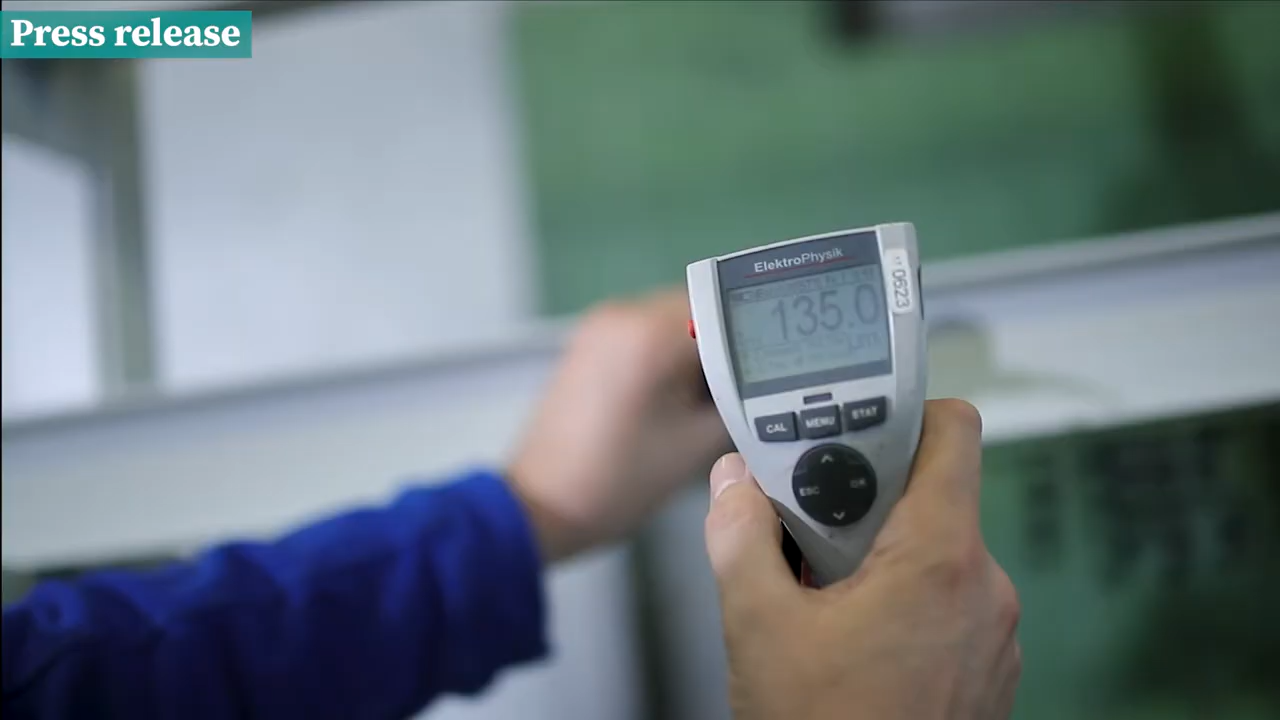 Press release
ElektroPhysik
0623
135.0
µm
CAL MENU STAT
ESC OK